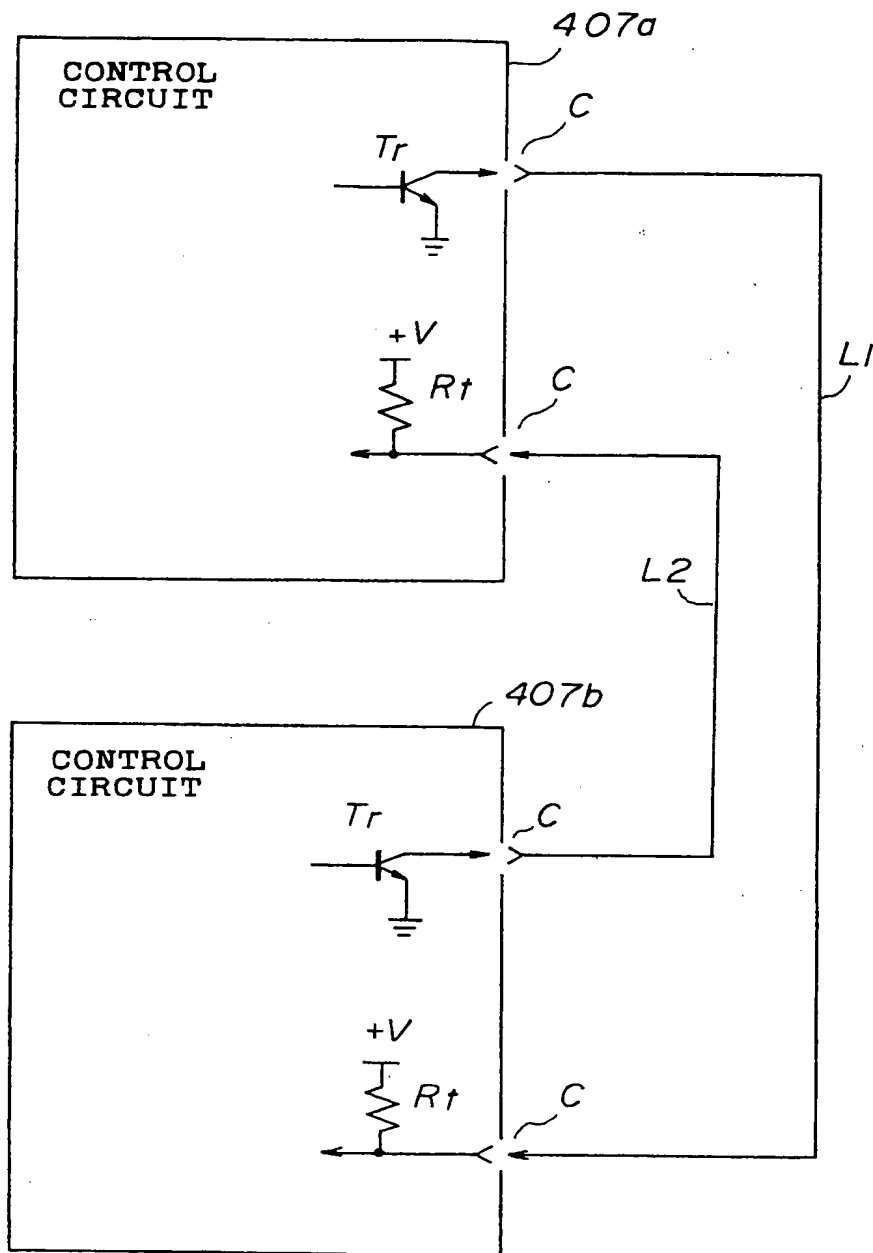 407a
CONTROL
CIRCUIT
C
Tr
+V
Rt
C
L1
L2
407b
CONTROL
CIRCUIT
Tr
C
+V
Rt
C